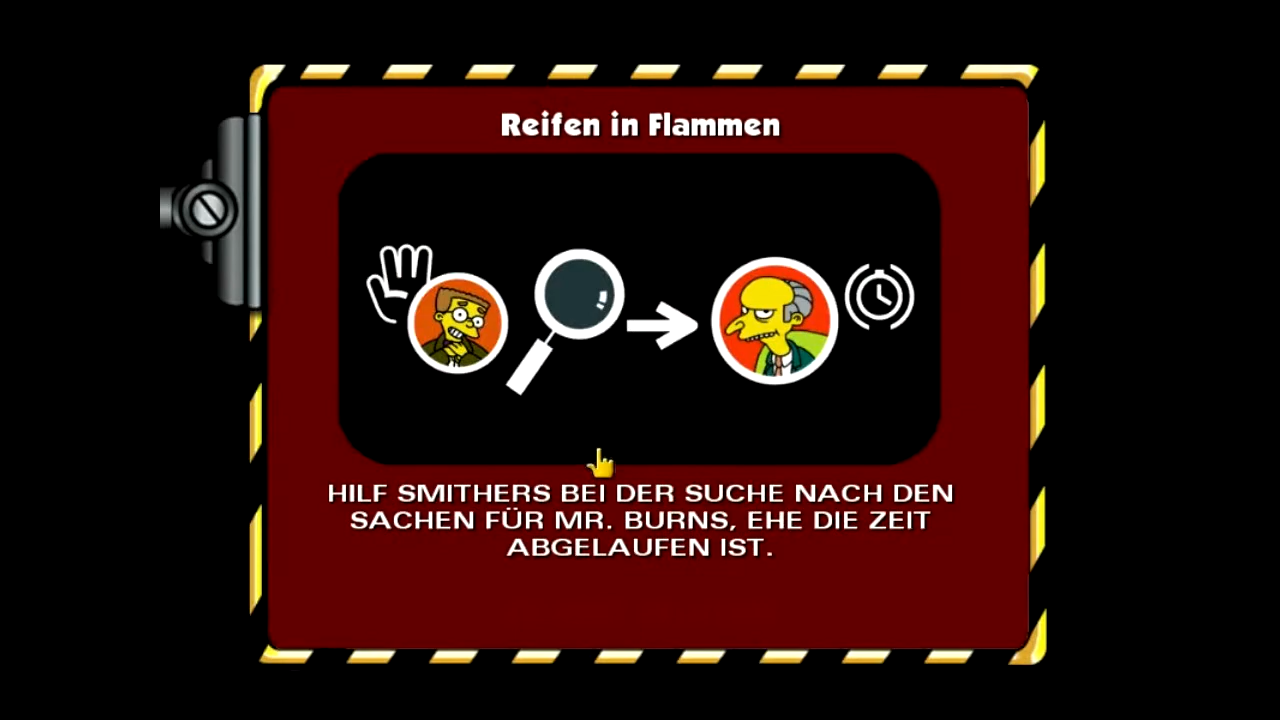 Reifen in Flammen
HILF SMITHERS BEI DER SUCHE NACH DEN
SACHEN FÜR MR. BURNS, EHE DIE ZEIT
ABGELAUFEN IST.